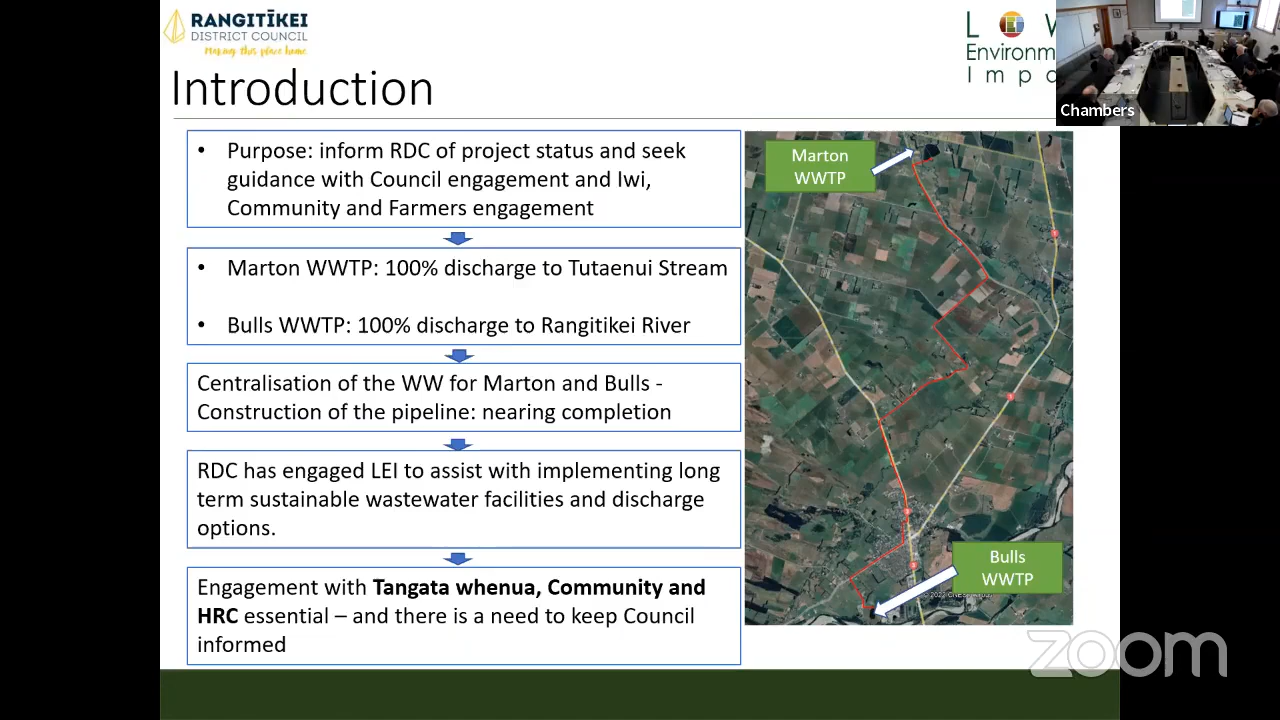 RANGITĪKEI
DISTRICT COUNCIL
Making this place home
L W
Environm
I m p
Chambers
Introduction
• Purpose: inform RDC of project status and seek
guidance with Council engagement and Iwi,
Community and Farmers engagement
• Marton WWTP: 100% discharge to Tutaenui Stream
• Bulls WWTP: 100% discharge to Rangitikei River
Centralisation of the WW for Marton and Bulls -
Construction of the pipeline: nearing completion
RDC has engaged LEI to assist with implementing long
term sustainable wastewater facilities and discharge
options.
Engagement with Tangata whenua, Community and
HRC essential – and there is a need to keep Council
informed
Marton
WWTP
Bulls
WWTP
zoom